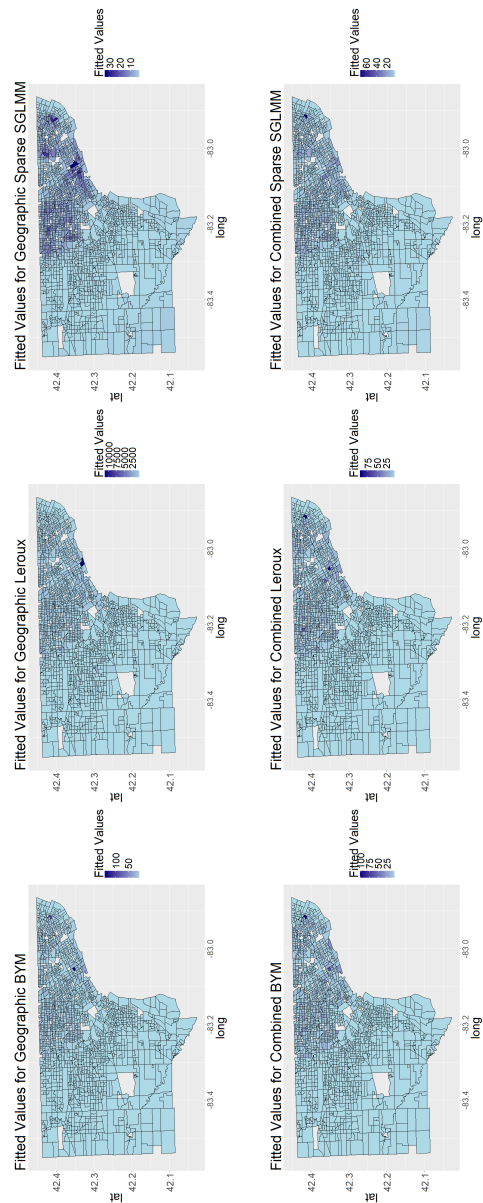 Fitted Values for Geographic BYM
lat
42.4
42.3
42.2
42.1
-83.4
-83.2
-83.0
long
Fitted Values
100
50
Fitted Values for Geographic Leroux
lat
42.4
42.3
42.2
42.1
-83.4
-83.2
-83.0
long
Fitted Values
10000
7500
5000
2500
Fitted Values for Geographic Sparse SGLMM
lat
42.4
42.3
42.2
42.1
-83.4
-83.2
-83.0
long
Fitted Values
30
20
10
Fitted Values for Combined BYM
lat
42.4
42.3
42.2
42.1
-83.4
-83.2
-83.0
long
Fitted Values
100
75
50
25
Fitted Values for Combined Leroux
lat
42.4
42.3
42.2
42.1
-83.4
-83.2
-83.0
long
Fitted Values
75
50
25
Fitted Values for Combined Sparse SGLMM
lat
42.4
42.3
42.2
42.1
-83.4
-83.2
-83.0
long
Fitted Values
60
40
20